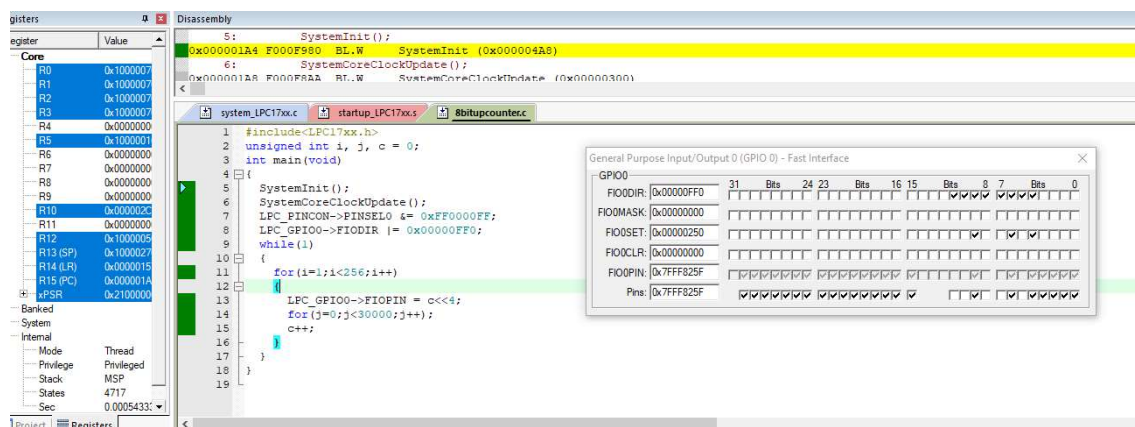 gisters
Disassembly
5: SystemInit();
0x000001A4 F000F980 BL.W SystemInit (0x000004A8)
6: SystemCoreClockUpdate();
0x000001A8 F000F8AA BL.W SystemCoreClockUpdate (0x00000300)
egister Value
Core
R0 0x1000007
R1 0x1000007
R2 0x1000007
R3 0x1000007
R4 0x0000000
R5 0x1000001
R6 0x0000000
R7 0x0000000
R8 0x0000000
R9 0x0000000
R10 0x000002C
R11 0x0000000
R12 0x1000005
R13 (SP) 0x1000027
R14 (LR) 0x0000015
R15 (PC) 0x000001A
xPSR 0x2100000
Banked
System
Internal
Mode Thread
Privilege Privileged
Stack MSP
States 4717
Sec 0.00054333
Project Registers
system_LPC17xx.c startup_LPC17xx.s 8bitupcounter.c
1 #include<LPC17xx.h>
2 unsigned int i, j, c = 0;
3 int main(void)
4 {
5 SystemInit();
6 SystemCoreClockUpdate();
7 LPC_PINCON->PINSEL0 &= 0xFF0000FF;
8 LPC_GPIO0->FIODIR |= 0x00000FF0;
9 while(1)
10 {
11 for(i=1;i<256;i++)
12 {
13 LPC_GPIO0->FIOPIN = c<<4;
14 for(j=0;j<30000;j++);
15 c++;
16 }
17 }
18 }
19
General Purpose Input/Output 0 (GPIO 0) - Fast Interface
GPIO0
31 Bits 24 23 Bits 16 15 Bits 8 7 Bits 0
FIO0DIR: 0x00000FF0
FIO0MASK: 0x00000000
FIO0SET: 0x00000250
FIO0CLR: 0x00000000
FIO0PIN: 0x7FFF825F
Pins: 0x7FFF825F